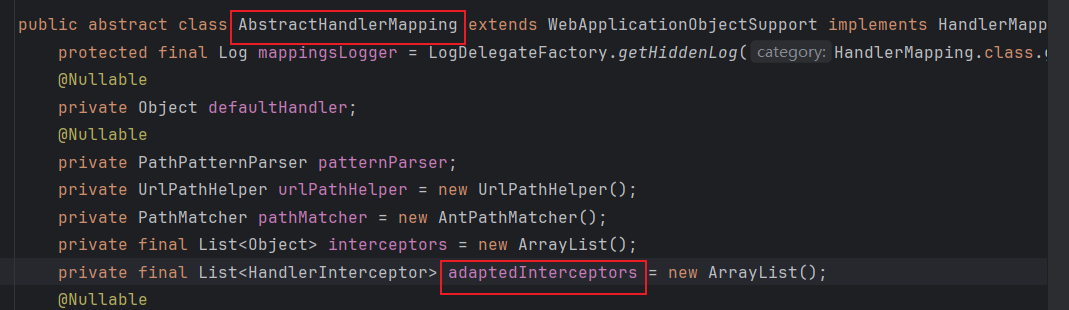 public abstract class AbstractHandlerMapping extends WebApplicationObjectSupport implements HandlerMapp
protected final Log mappingsLogger = LogDelegateFactory.getHiddenLog( category: HandlerMapping.class.
@Nullable
private Object defaultHandler;
@Nullable
private PathPatternParser patternParser;
private UrlPathHelper urlPathHelper = new UrlPathHelper();
private PathMatcher pathMatcher = new AntPathMatcher();
private final List<Object> interceptors = new ArrayList();
private final List<HandlerInterceptor> adaptedInterceptors = new ArrayList();
@Nullable